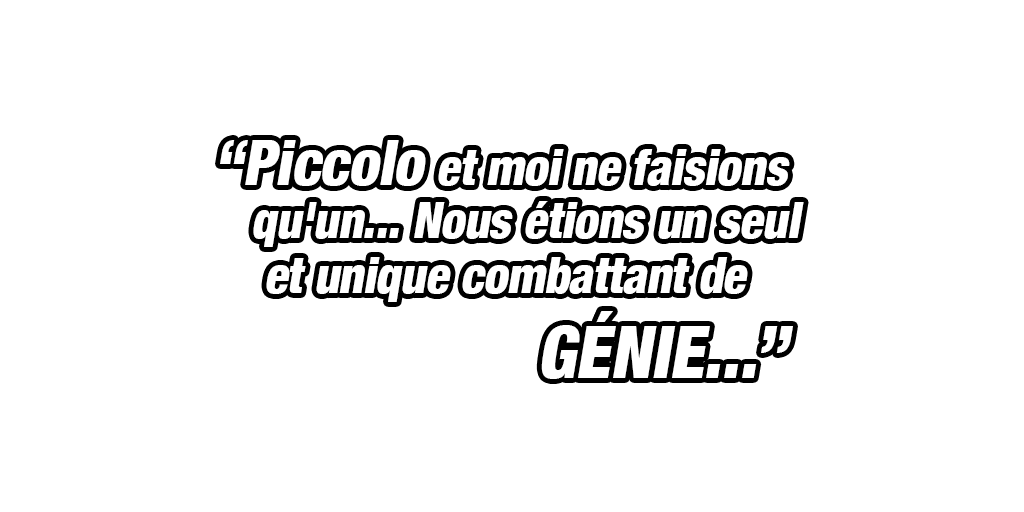 “Piccolo et moi ne faisions
qu'un... Nous étions un seul
et unique combattant de
GÉNIE...”